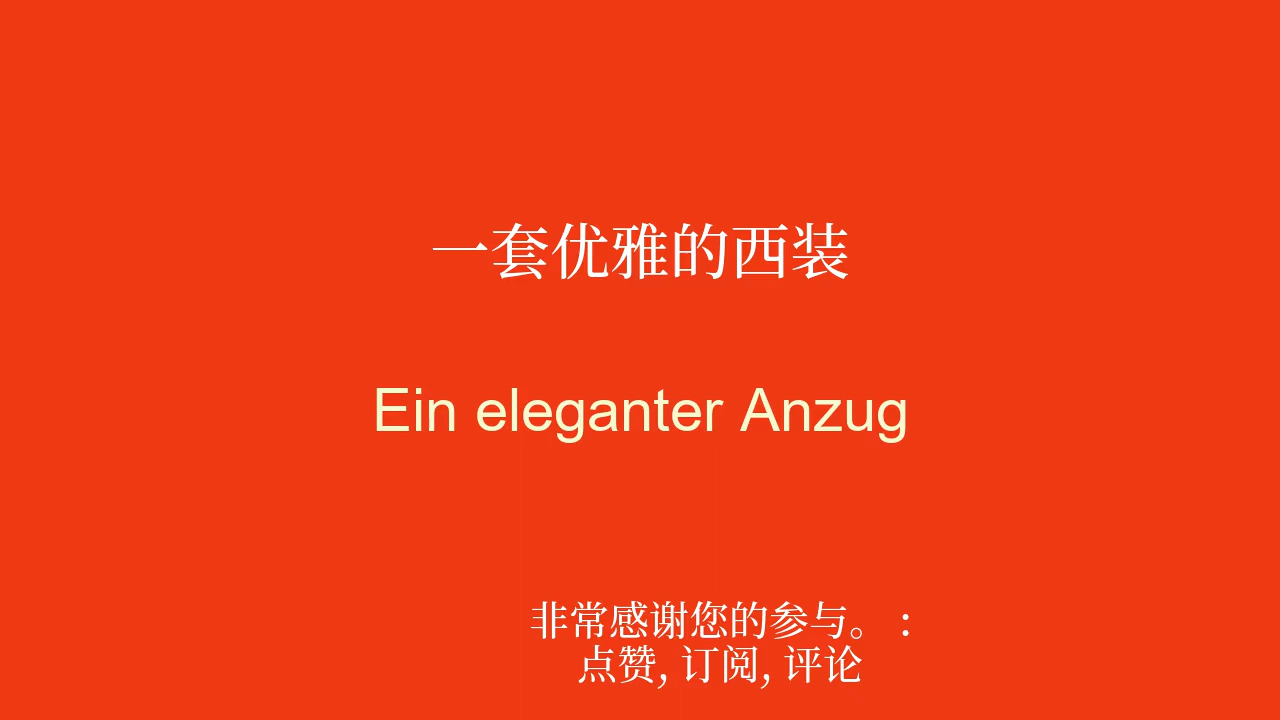 一套优雅的西装
Ein eleganter Anzug
非常感谢您的参与。 :
点赞, 订阅, 评论